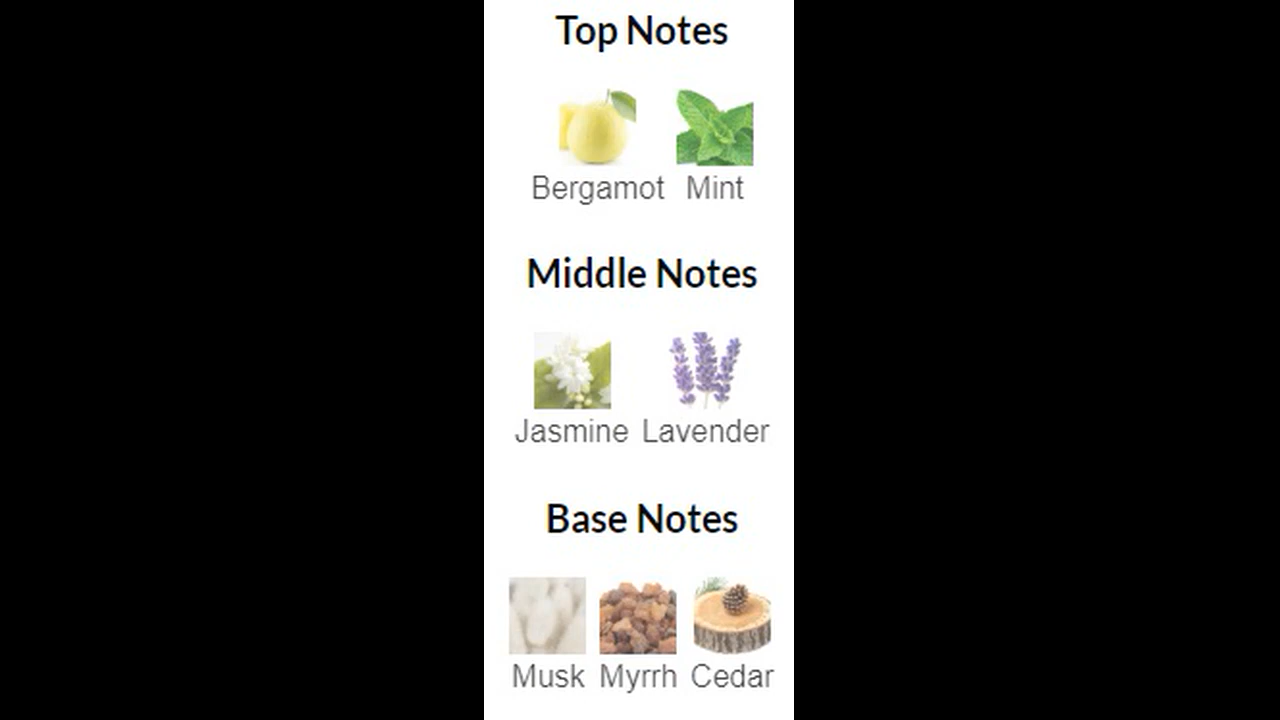 Top Notes
Bergamot Mint
Middle Notes
Jasmine Lavender
Base Notes
Musk Myrrh Cedar